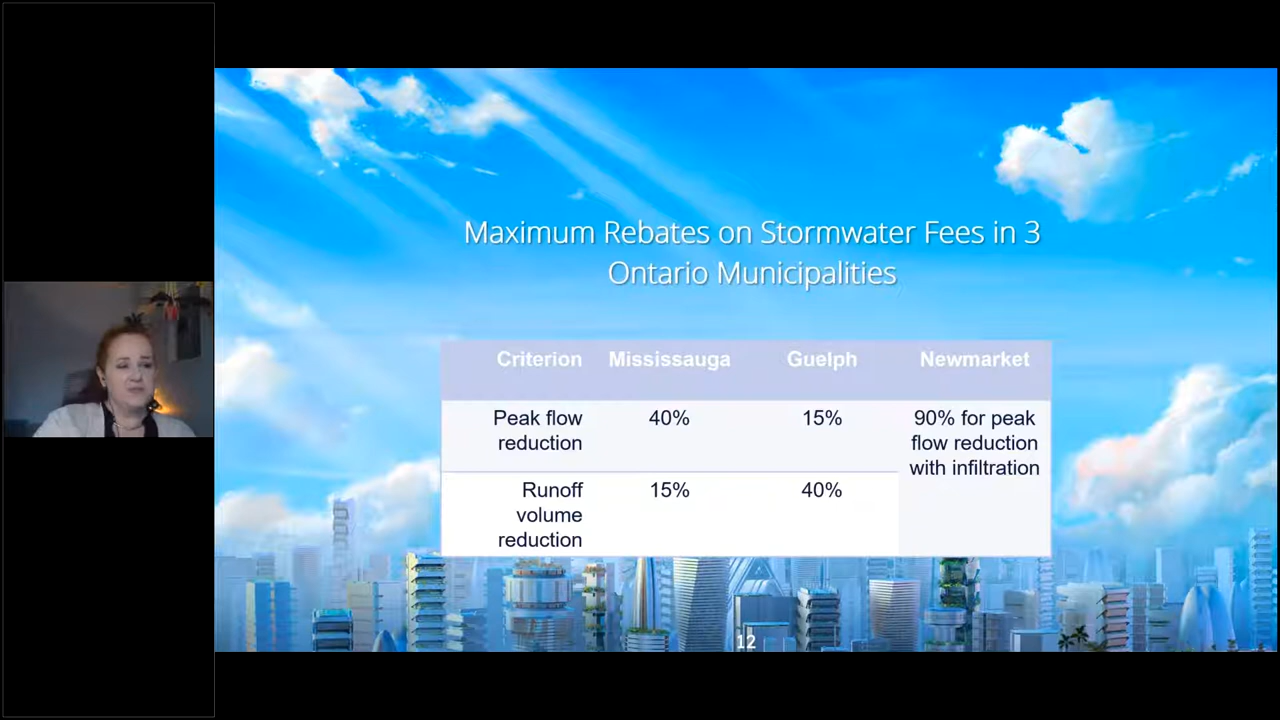 Maximum Rebates on Stormwater Fees in 3
Ontario Municipalities
Criterion Mississauga Guelph Newmarket
Peak flow
reduction
40%
15%
90% for peak
flow reduction
with infiltration
Runoff
volume
reduction
15%
40%
12